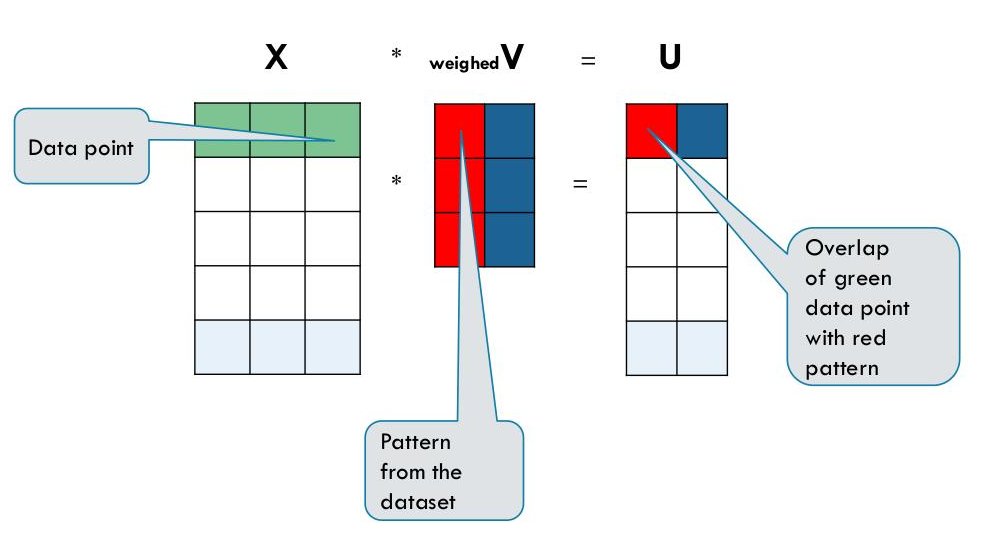 X * weighedV = U
Data point
* =
Overlap
of green
data point
with red
pattern
Pattern
from the
dataset